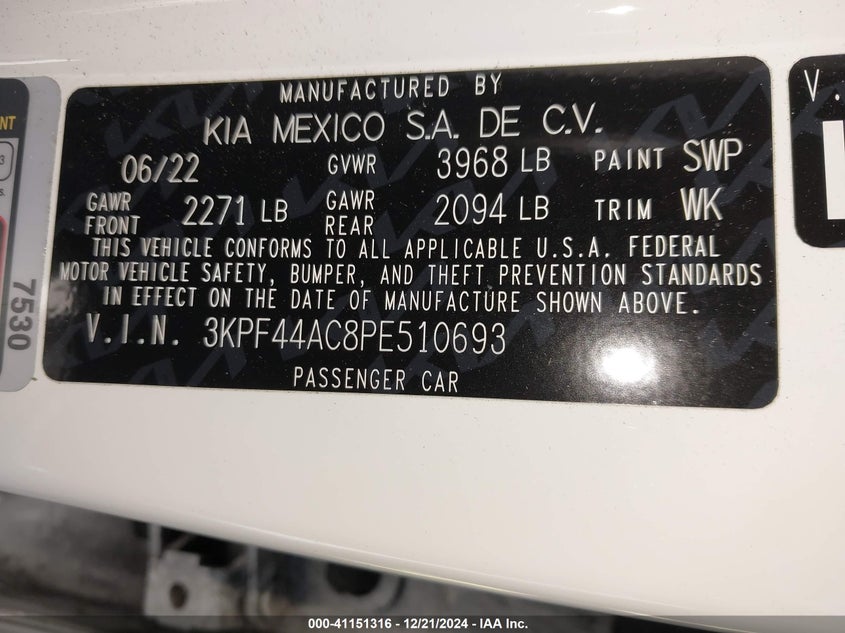 MANUFACTURED BY
KIA MEXICO S.A. DE C.V.
06/22 GVWR 3968 LB PAINT SWP
GAWR FRONT 2271 LB GAWR REAR 2094 LB TRIM WK
THIS VEHICLE CONFORMS TO ALL APPLICABLE U.S.A. FEDERAL
MOTOR VEHICLE SAFETY, BUMPER, AND THEFT PREVENTION STANDARDS
IN EFFECT ON THE DATE OF MANUFACTURE SHOWN ABOVE.
V.I.N. 3KPF44AC8PE510693
PASSENGER CAR
7530
000-41151316 - 12/21/2024 - IAA Inc.